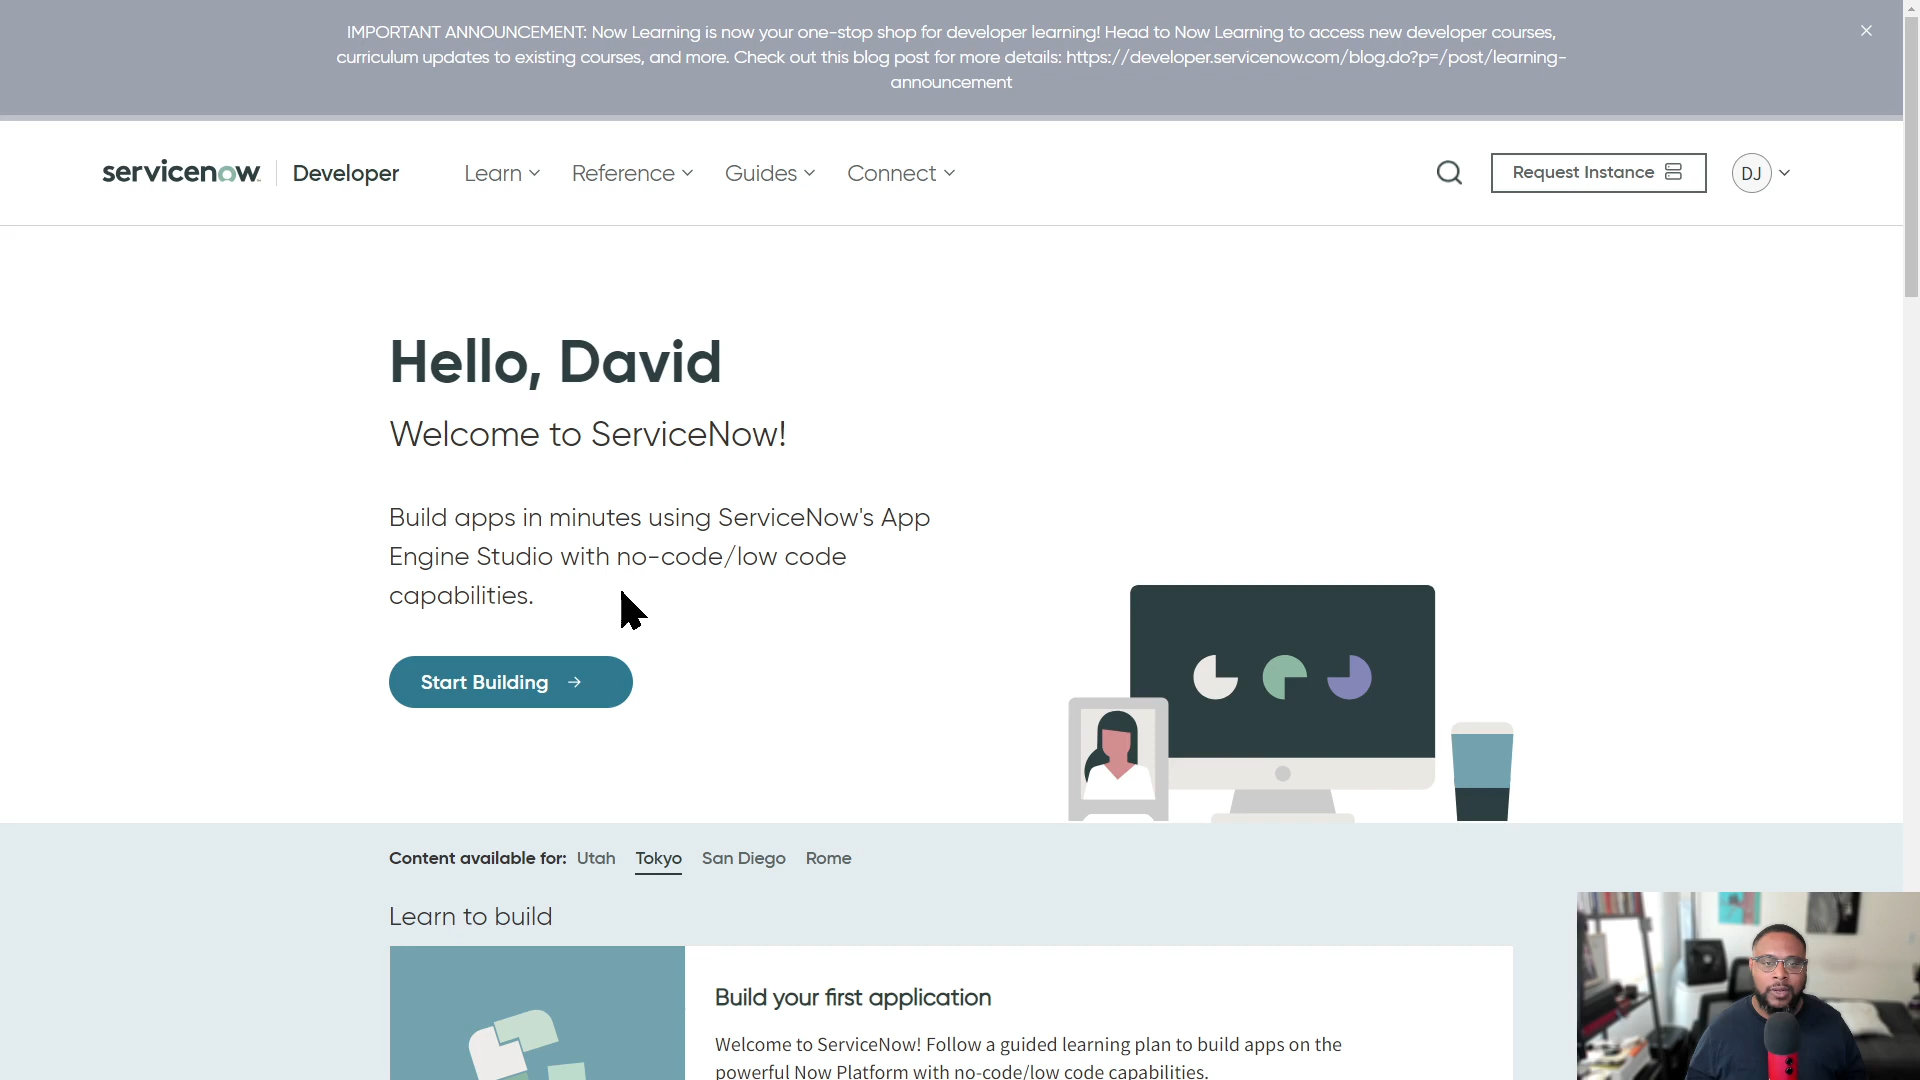 IMPORTANT ANNOUNCEMENT: Now Learning is now your one-stop shop for developer learning! Head to Now Learning to access new developer courses,
curriculum updates to existing courses, and more. Check out this blog post for more details: https://developer.servicenow.com/blog.do?p=/post/learning-
announcement
servicenow Developer Learn Reference Guides Connect Request Instance DJ
Hello, David
Welcome to ServiceNow!
Build apps in minutes using ServiceNow's App
Engine Studio with no-code/low code
capabilities.
Start Building
Content available for: Utah Tokyo San Diego Rome
Learn to build
Build your first application
Welcome to ServiceNow! Follow a guided learning plan to build apps on the
powerful Now Platform with no-code/low code capabilities.